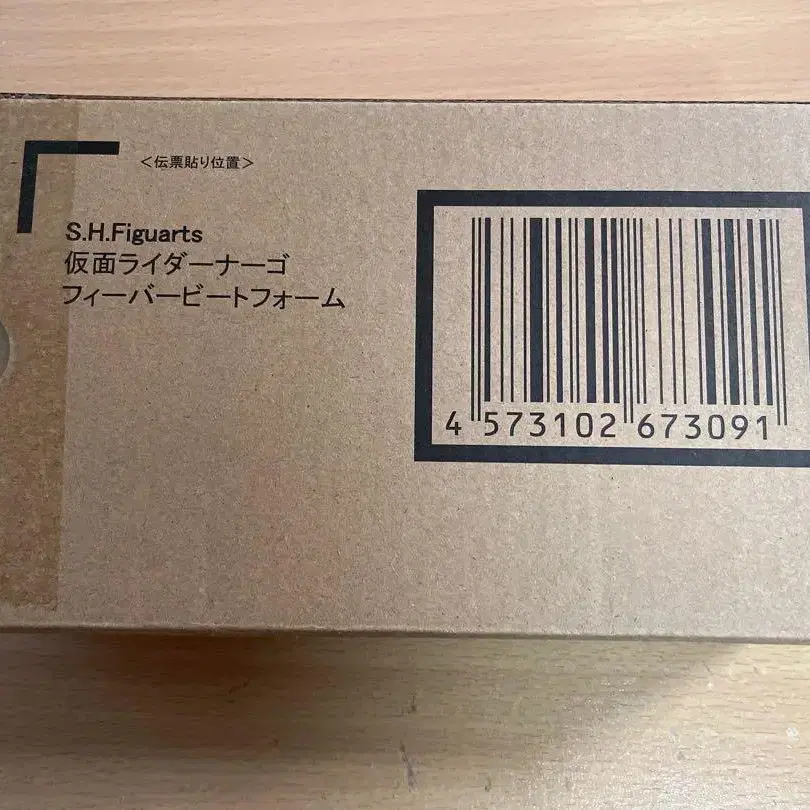 ＜伝票貼り位置＞
S.H.Figuarts
仮面ライダーナーゴ
フィーバービートフォーム
4 573102 673091